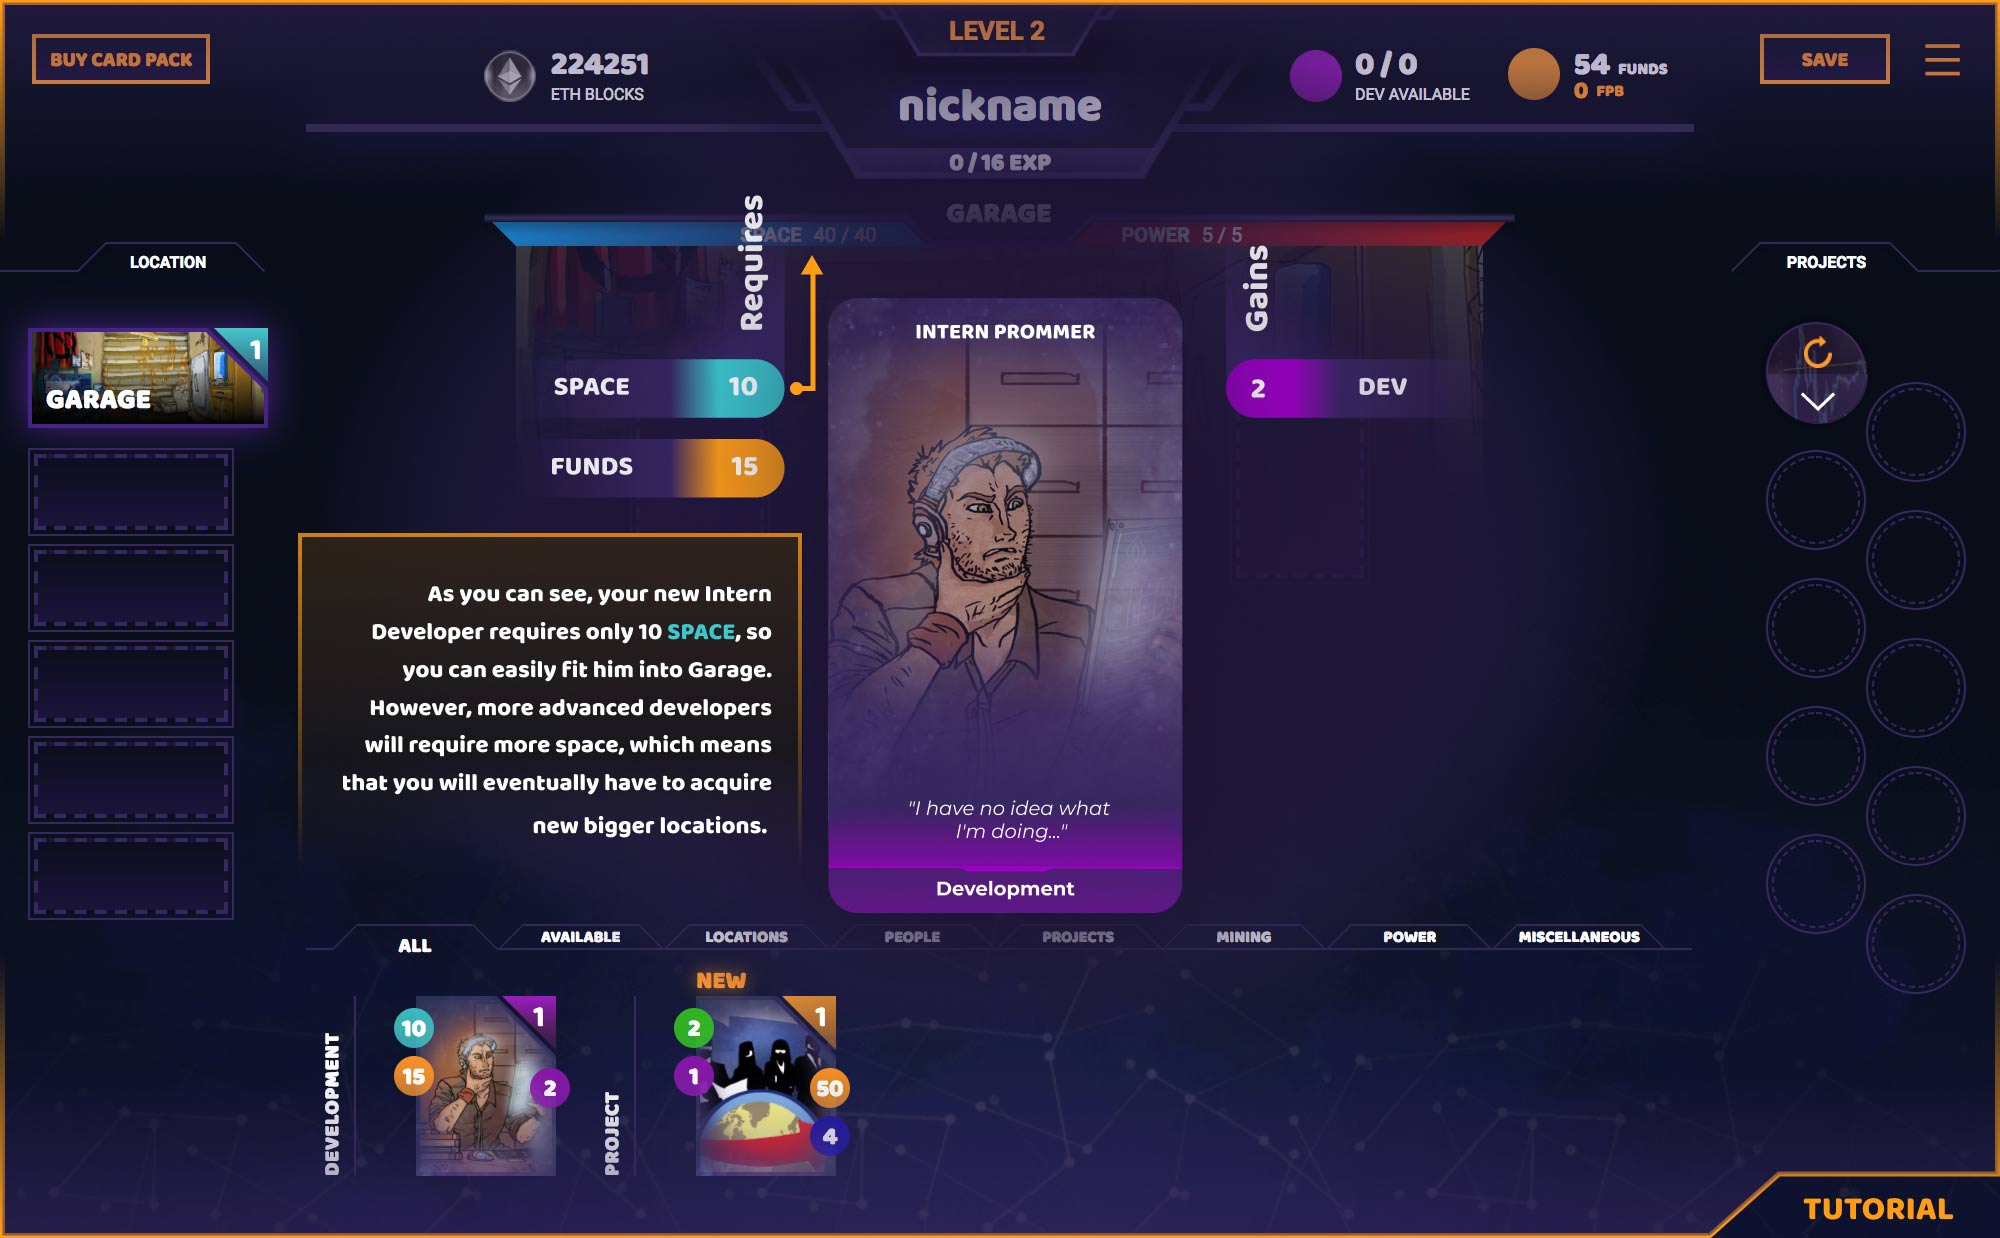 BUY CARD PACK
224251
ETH BLOCKS
LEVEL 2
nickname
0 / 16 EXP
0 / 0
DEV AVAILABLE
54 FUNDS
0 FPB
SAVE
GARAGE
SPACE 40 / 40
POWER 5 / 5
LOCATION
1
GARAGE
PROJECTS
Requires
SPACE 10
FUNDS 15
INTERN PROMMER
"I have no idea what
I'm doing..."
Development
Gains
2 DEV
As you can see, your new Intern
Developer requires only 10 SPACE, so
you can easily fit him into Garage.
However, more advanced developers
will require more space, which means
that you will eventually have to acquire
new bigger locations.
ALL
AVAILABLE
LOCATIONS
PEOPLE
PROJECTS
MINING
POWER
MISCELLANEOUS
DEVELOPMENT
10
15
1
2
PROJECT
NEW
2
1
1
50
4
TUTORIAL